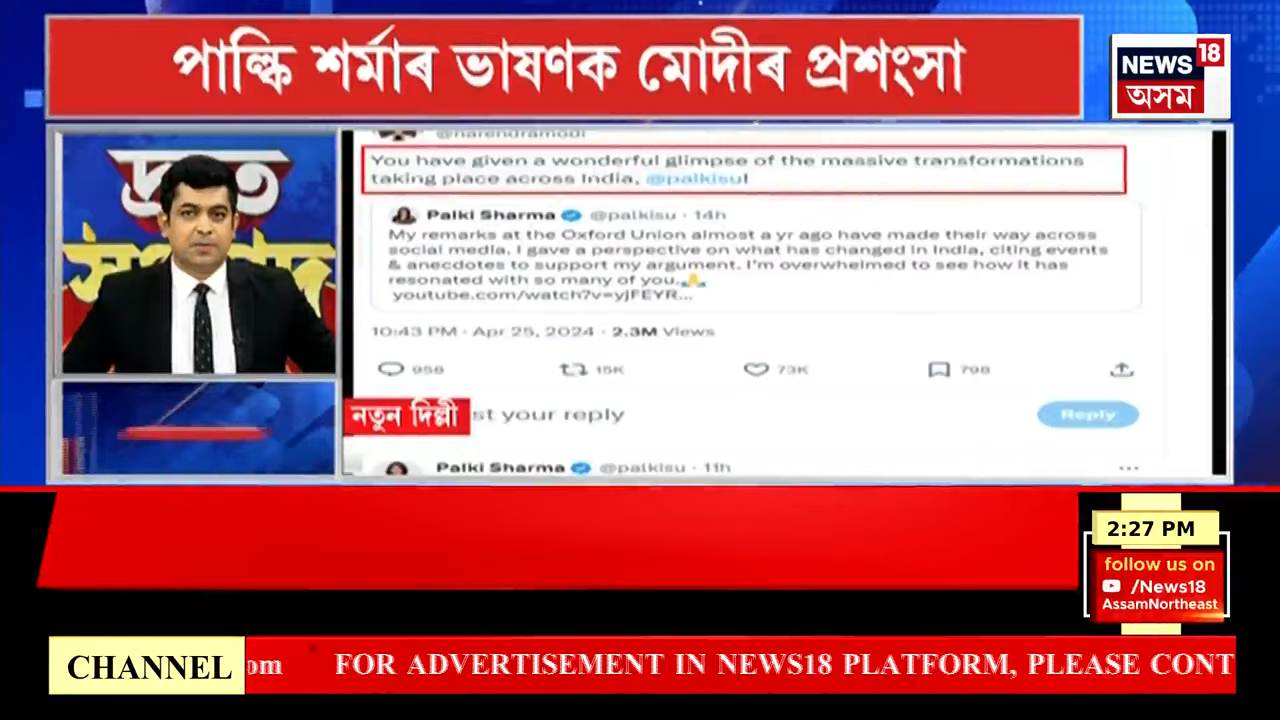 পাল্কি শৰ্মাৰ ভাষণক মোদীৰ প্ৰশংসা
NEWS 18
অসম
দ্ৰুত
সংবাদ
@narendramodi
You have given a wonderful glimpse of the massive transformations
taking place across India, @palkisu!
Palki Sharma @palkisu · 14h
My remarks at the Oxford Union almost a yr ago have made their way across
social media. I gave a perspective on what has changed in India, citing events
& anecdotes to support my argument. I'm overwhelmed to see how it has
resonated with so many of you.🙏
youtube.com/watch?v=yjFEYR...
10:43 PM · Apr 25, 2024 · 2.3M Views
958 15K 73K 798
নতুন দিল্লী
st your reply
Reply
Palki Sharma @palkisu · 11h
2:27 PM
follow us on
/News18
AssamNortheast
CHANNEL
om FOR ADVERTISEMENT IN NEWS18 PLATFORM, PLEASE CONT